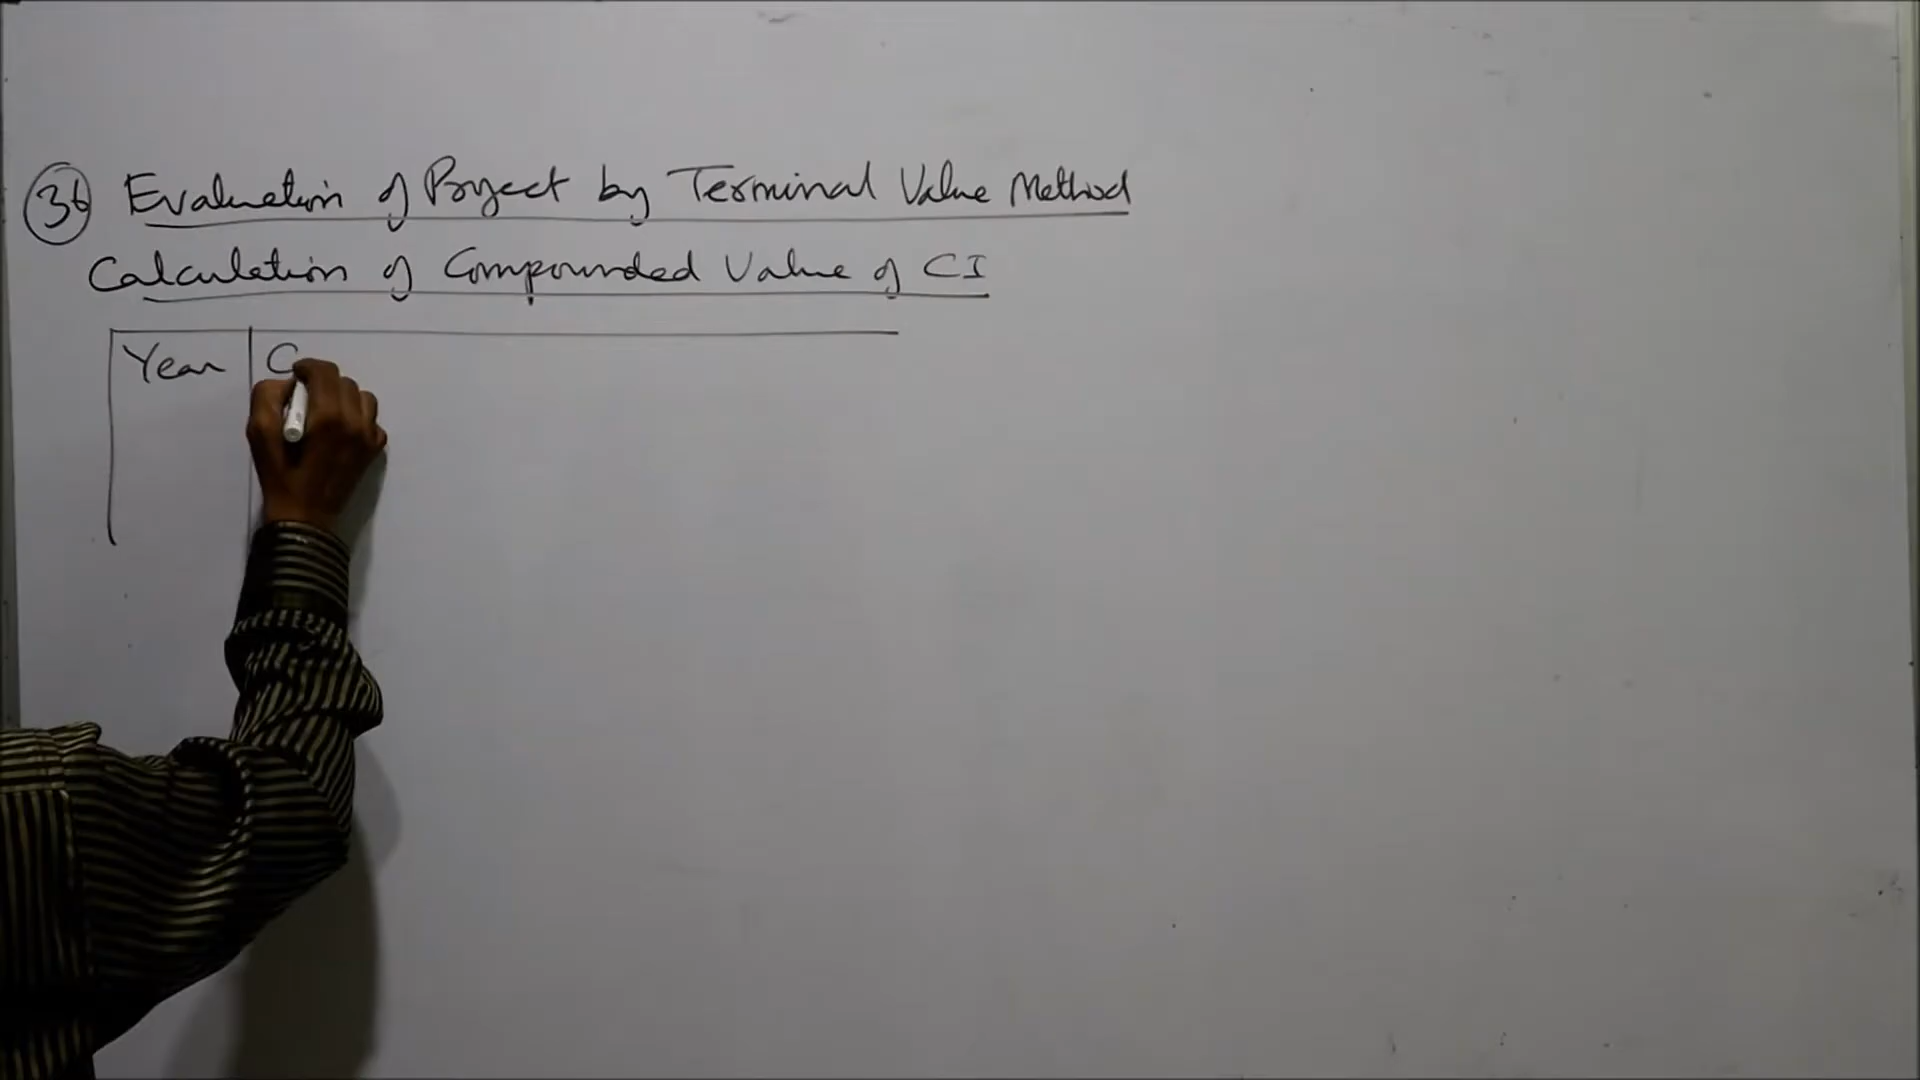 36 Evaluation of Project by Terminal Value Method
Calculation of Compounded Value of CI
Year C